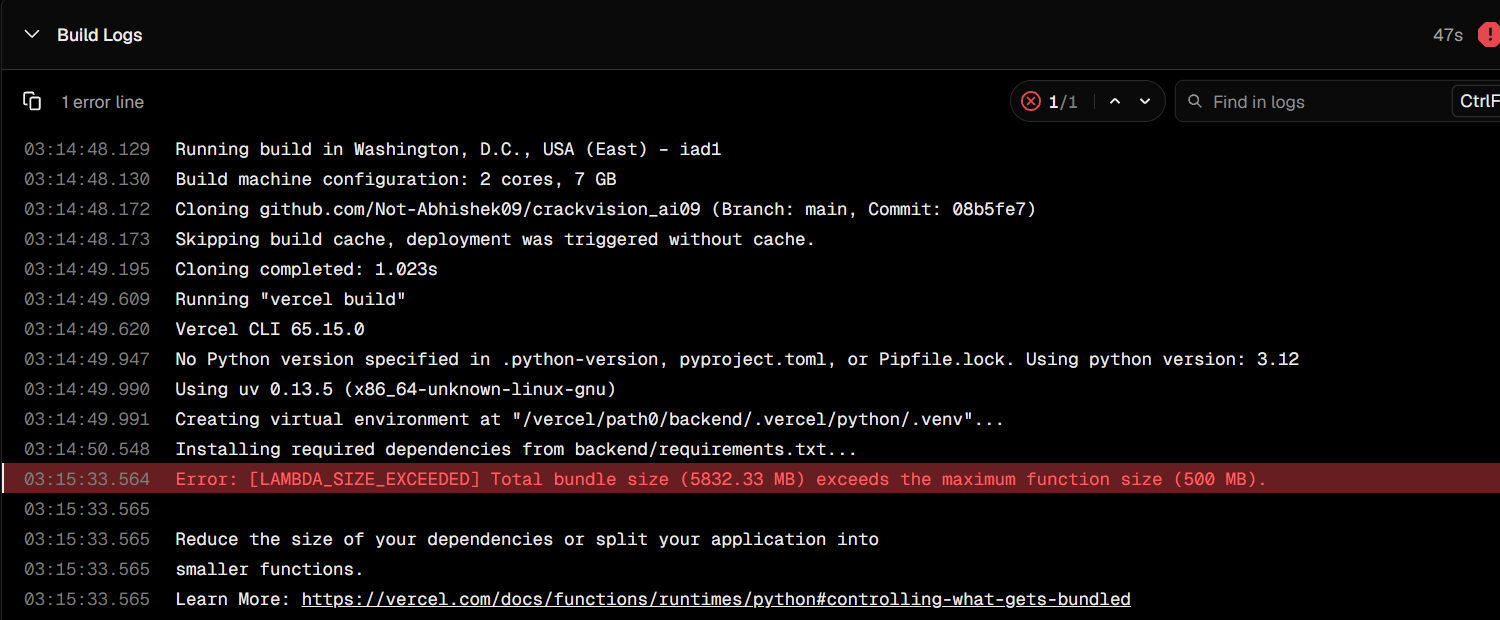 Build Logs 47s
1 error line 1/1 Find in logs CtrlF
03:14:48.129 Running build in Washington, D.C., USA (East) – iad1
03:14:48.130 Build machine configuration: 2 cores, 7 GB
03:14:48.172 Cloning github.com/Not-Abhishek09/crackvision_ai09 (Branch: main, Commit: 08b5fe7)
03:14:48.173 Skipping build cache, deployment was triggered without cache.
03:14:49.195 Cloning completed: 1.023s
03:14:49.609 Running "vercel build"
03:14:49.620 Vercel CLI 65.15.0
03:14:49.947 No Python version specified in .python-version, pyproject.toml, or Pipfile.lock. Using python version: 3.12
03:14:49.990 Using uv 0.13.5 (x86_64-unknown-linux-gnu)
03:14:49.991 Creating virtual environment at "/vercel/path0/backend/.vercel/python/.venv"...
03:14:50.548 Installing required dependencies from backend/requirements.txt...
03:15:33.564 Error: [LAMBDA_SIZE_EXCEEDED] Total bundle size (5832.33 MB) exceeds the maximum function size (500 MB).
03:15:33.565
03:15:33.565 Reduce the size of your dependencies or split your application into
03:15:33.565 smaller functions.
03:15:33.565 Learn More: https://vercel.com/docs/functions/runtimes/python#controlling-what-gets-bundled